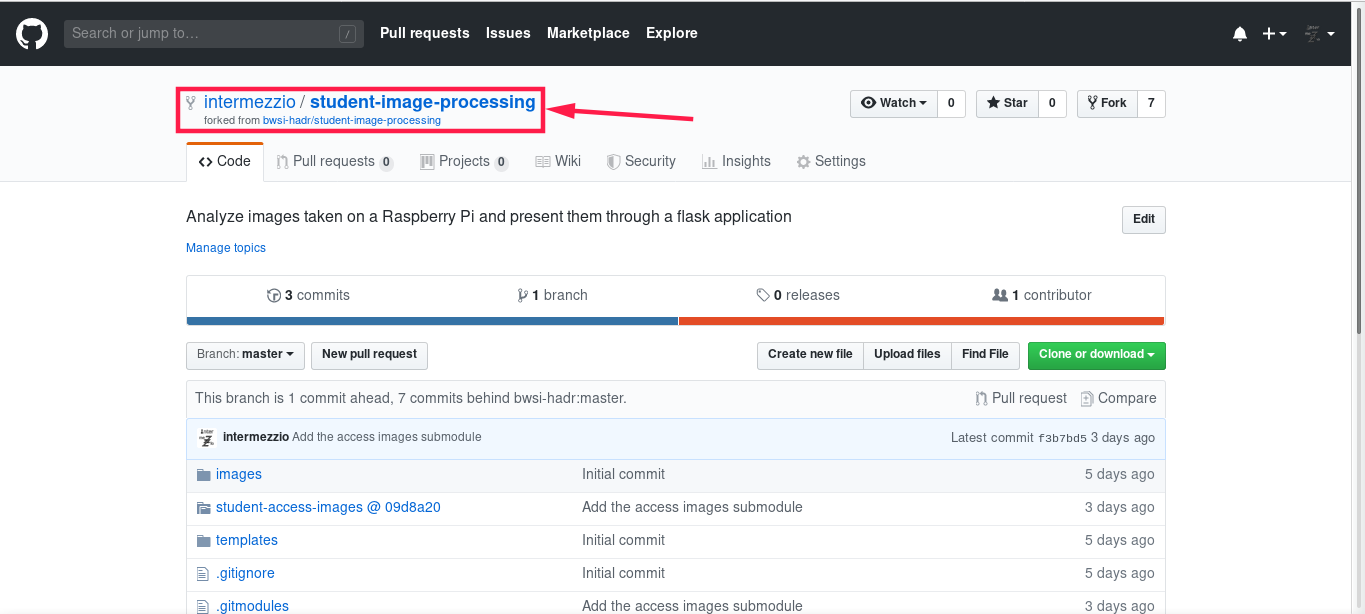 Search or jump to… / Pull requests Issues Marketplace Explore
intermezzio / student-image-processing Watch 0 Star 0 Fork 7
forked from bwsi-hadr/student-image-processing
Code Pull requests 0 Projects 0 Wiki Security Insights Settings
Analyze images taken on a Raspberry Pi and present them through a flask application Edit
Manage topics
3 commits 1 branch 0 releases 1 contributor
Branch: master New pull request Create new file Upload files Find File Clone or download
This branch is 1 commit ahead, 7 commits behind bwsi-hadr:master. Pull request Compare
intermezzio Add the access images submodule Latest commit f3b7bd5 3 days ago
images Initial commit 5 days ago
student-access-images @ 09d8a20 Add the access images submodule 3 days ago
templates Initial commit 5 days ago
.gitignore Initial commit 5 days ago
.gitmodules Add the access images submodule 3 days ago